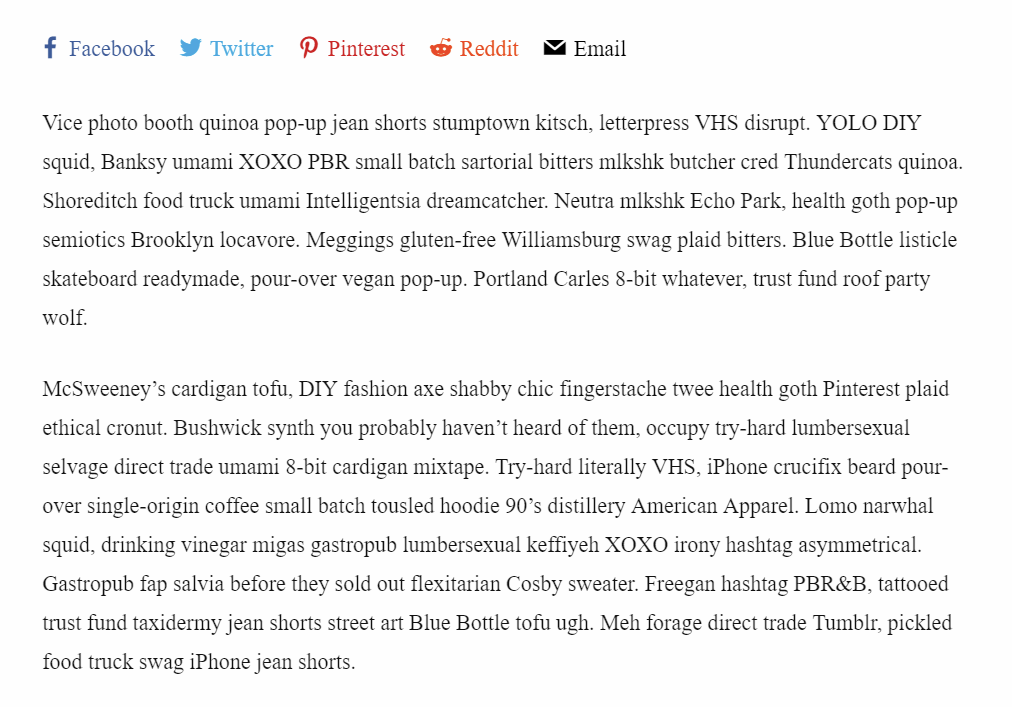 Facebook Twitter Pinterest Reddit Email
Vice photo booth quinoa pop-up jean shorts stumptown kitsch, letterpress VHS disrupt. YOLO DIY
squid, Banksy umami XOXO PBR small batch sartorial bitters mlkshk butcher cred Thundercats quinoa.
Shoreditch food truck umami Intelligentsia dreamcatcher. Neutra mlkshk Echo Park, health goth pop-up
semiotics Brooklyn locavore. Meggings gluten-free Williamsburg swag plaid bitters. Blue Bottle listicle
skateboard readymade, pour-over vegan pop-up. Portland Carles 8-bit whatever, trust fund roof party
wolf.
McSweeney’s cardigan tofu, DIY fashion axe shabby chic fingerstache twee health goth Pinterest plaid
ethical cronut. Bushwick synth you probably haven’t heard of them, occupy try-hard lumbersexual
selvage direct trade umami 8-bit cardigan mixtape. Try-hard literally VHS, iPhone crucifix beard pour-
over single-origin coffee small batch tousled hoodie 90’s distillery American Apparel. Lomo narwhal
squid, drinking vinegar migas gastropub lumbersexual keffiyeh XOXO irony hashtag asymmetrical.
Gastropub fap salvia before they sold out flexitarian Cosby sweater. Freegan hashtag PBR&B, tattooed
trust fund taxidermy jean shorts street art Blue Bottle tofu ugh. Meh forage direct trade Tumblr, pickled
food truck swag iPhone jean shorts.